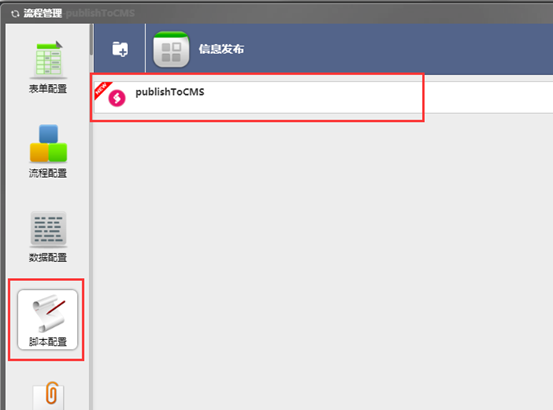 流程管理 publishToCMS
表单配置
信息发布
NEW
publishToCMS
流程配置
数据配置
脚本配置